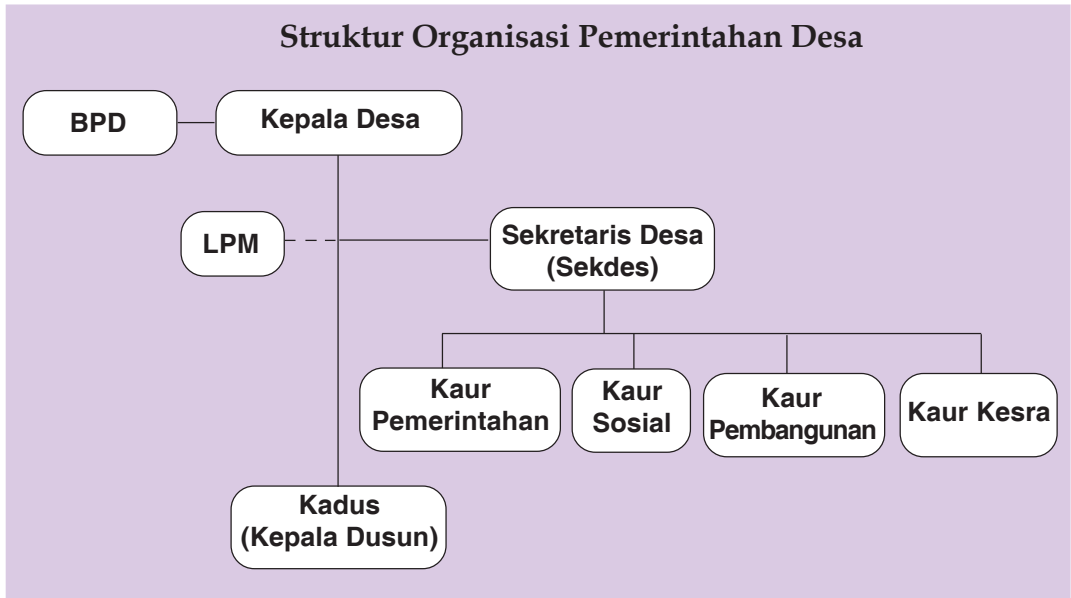 Struktur Organisasi Pemerintahan Desa
BPD
Kepala Desa
LPM
Sekretaris Desa
(Sekdes)
Kaur
Pemerintahan
Kaur
Sosial
Kaur
Pembangunan
Kaur Kesra
Kadus
(Kepala Dusun)